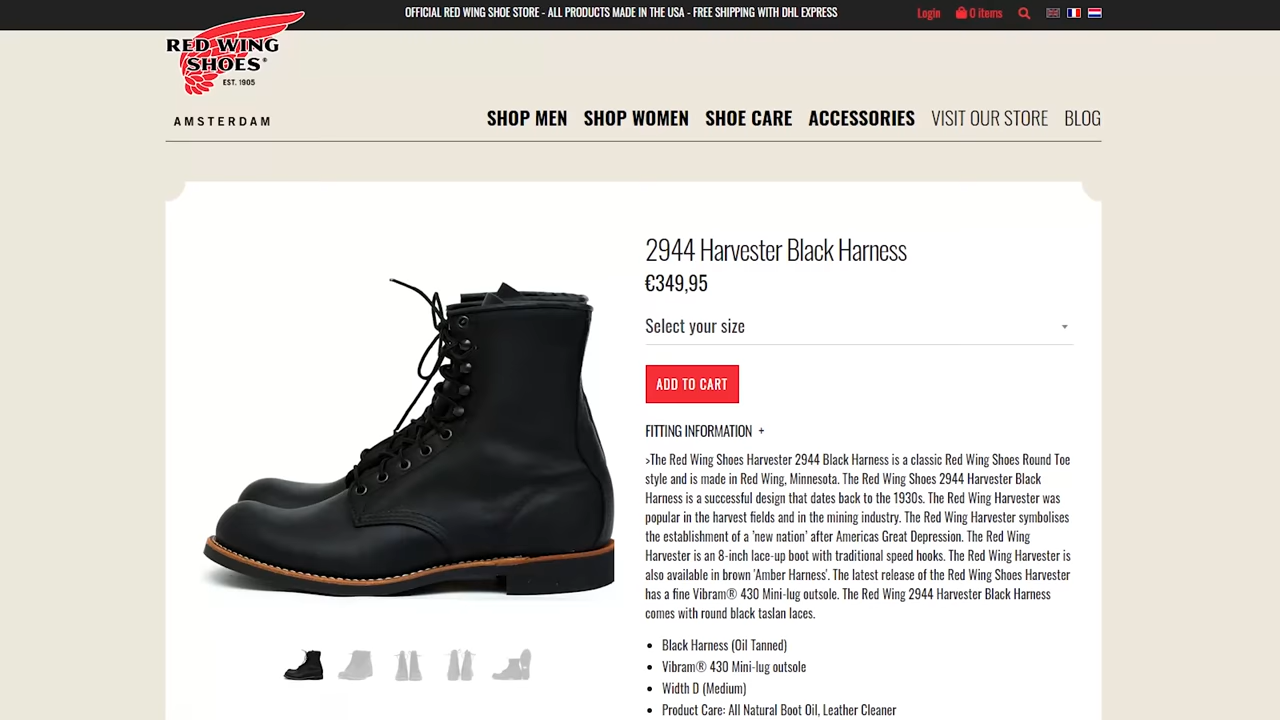 OFFICIAL RED WING SHOE STORE - ALL PRODUCTS MADE IN THE USA - FREE SHIPPING WITH DHL EXPRESS
Login
0 items
RED WING
SHOES®
EST. 1905
AMSTERDAM
SHOP MEN
SHOP WOMEN
SHOE CARE
ACCESSORIES
VISIT OUR STORE
BLOG
2944 Harvester Black Harness
€349,95
Select your size
ADD TO CART
FITTING INFORMATION +
>The Red Wing Shoes Harvester 2944 Black Harness is a classic Red Wing Shoes Round Toe
style and is made in Red Wing, Minnesota. The Red Wing Shoes 2944 Harvester Black
Harness is a successful design that dates back to the 1930s. The Red Wing Harvester was
popular in the harvest fields and in the mining industry. The Red Wing Harvester symbolises
the establishment of a 'new nation' after Americas Great Depression. The Red Wing
Harvester is an 8-inch lace-up boot with traditional speed hooks. The Red Wing Harvester is
also available in brown 'Amber Harness'. The latest release of the Red Wing Shoes Harvester
has a fine Vibram® 430 Mini-lug outsole. The Red Wing 2944 Harvester Black Harness
comes with round black taslan laces.
• Black Harness (Oil Tanned)
• Vibram® 430 Mini-lug outsole
• Width D (Medium)
• Product Care: All Natural Boot Oil, Leather Cleaner